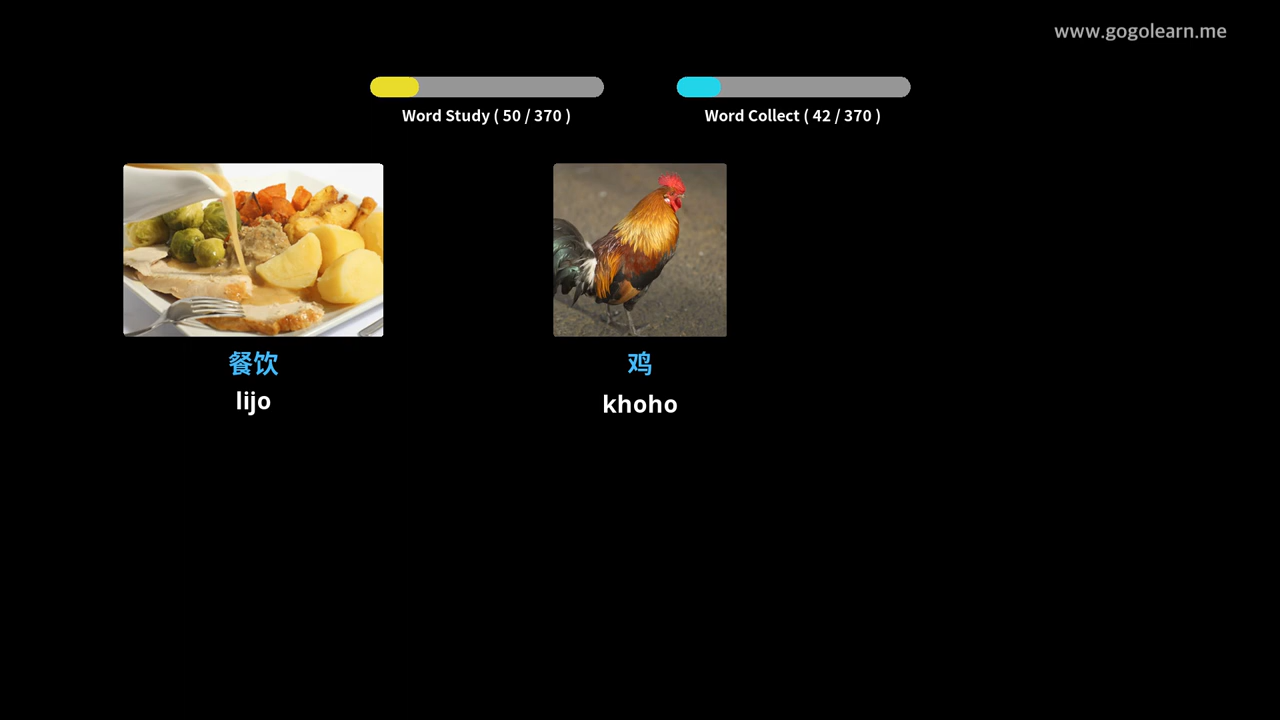 www.gogolearn.me
Word Study ( 50 / 370 )
Word Collect ( 42 / 370 )
餐饮
lijo
鸡
khoho